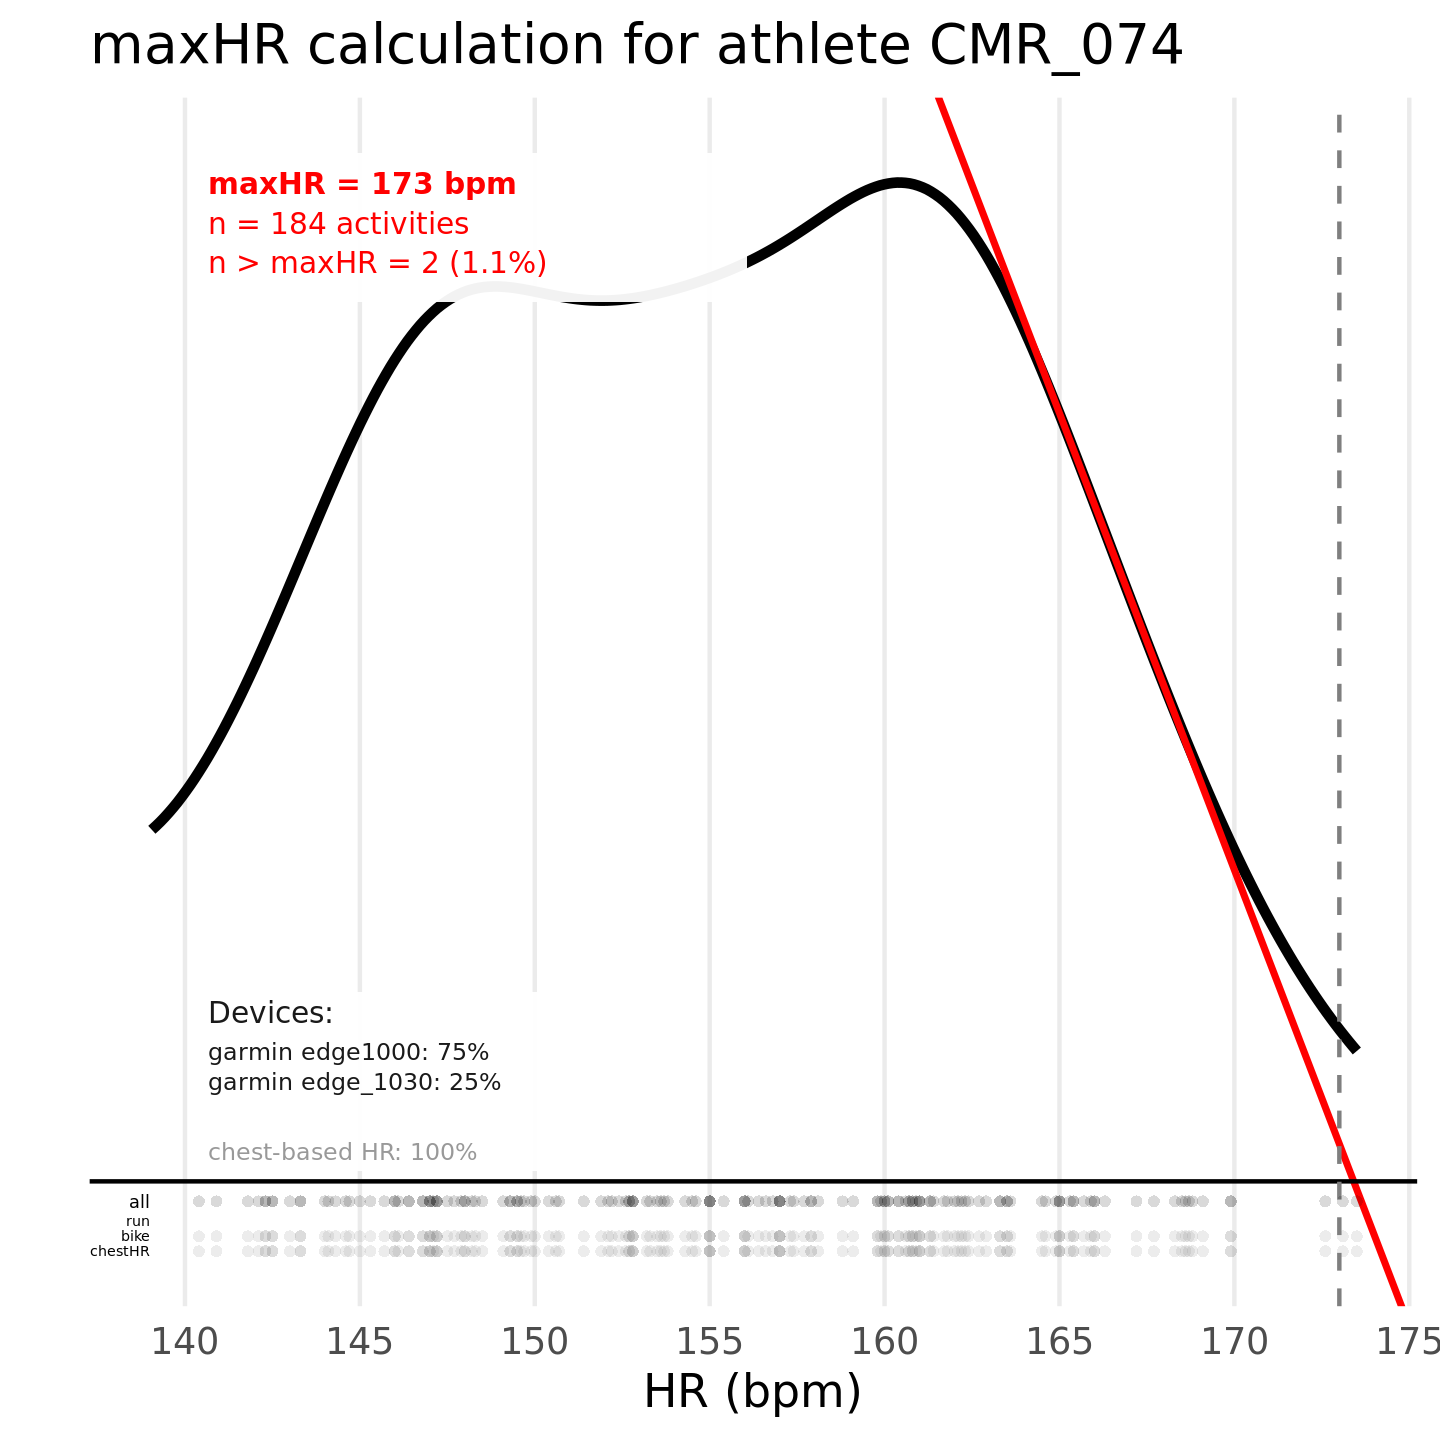 maxHR calculation for athlete CMR_074
maxHR = 173 bpm
n = 184 activities
n > maxHR = 2 (1.1%)
Devices:
garmin edge1000: 75%
garmin edge_1030: 25%
chest-based HR: 100%
all
run
bike
chestHR
140 145 150 155 160 165 170 175
HR (bpm)